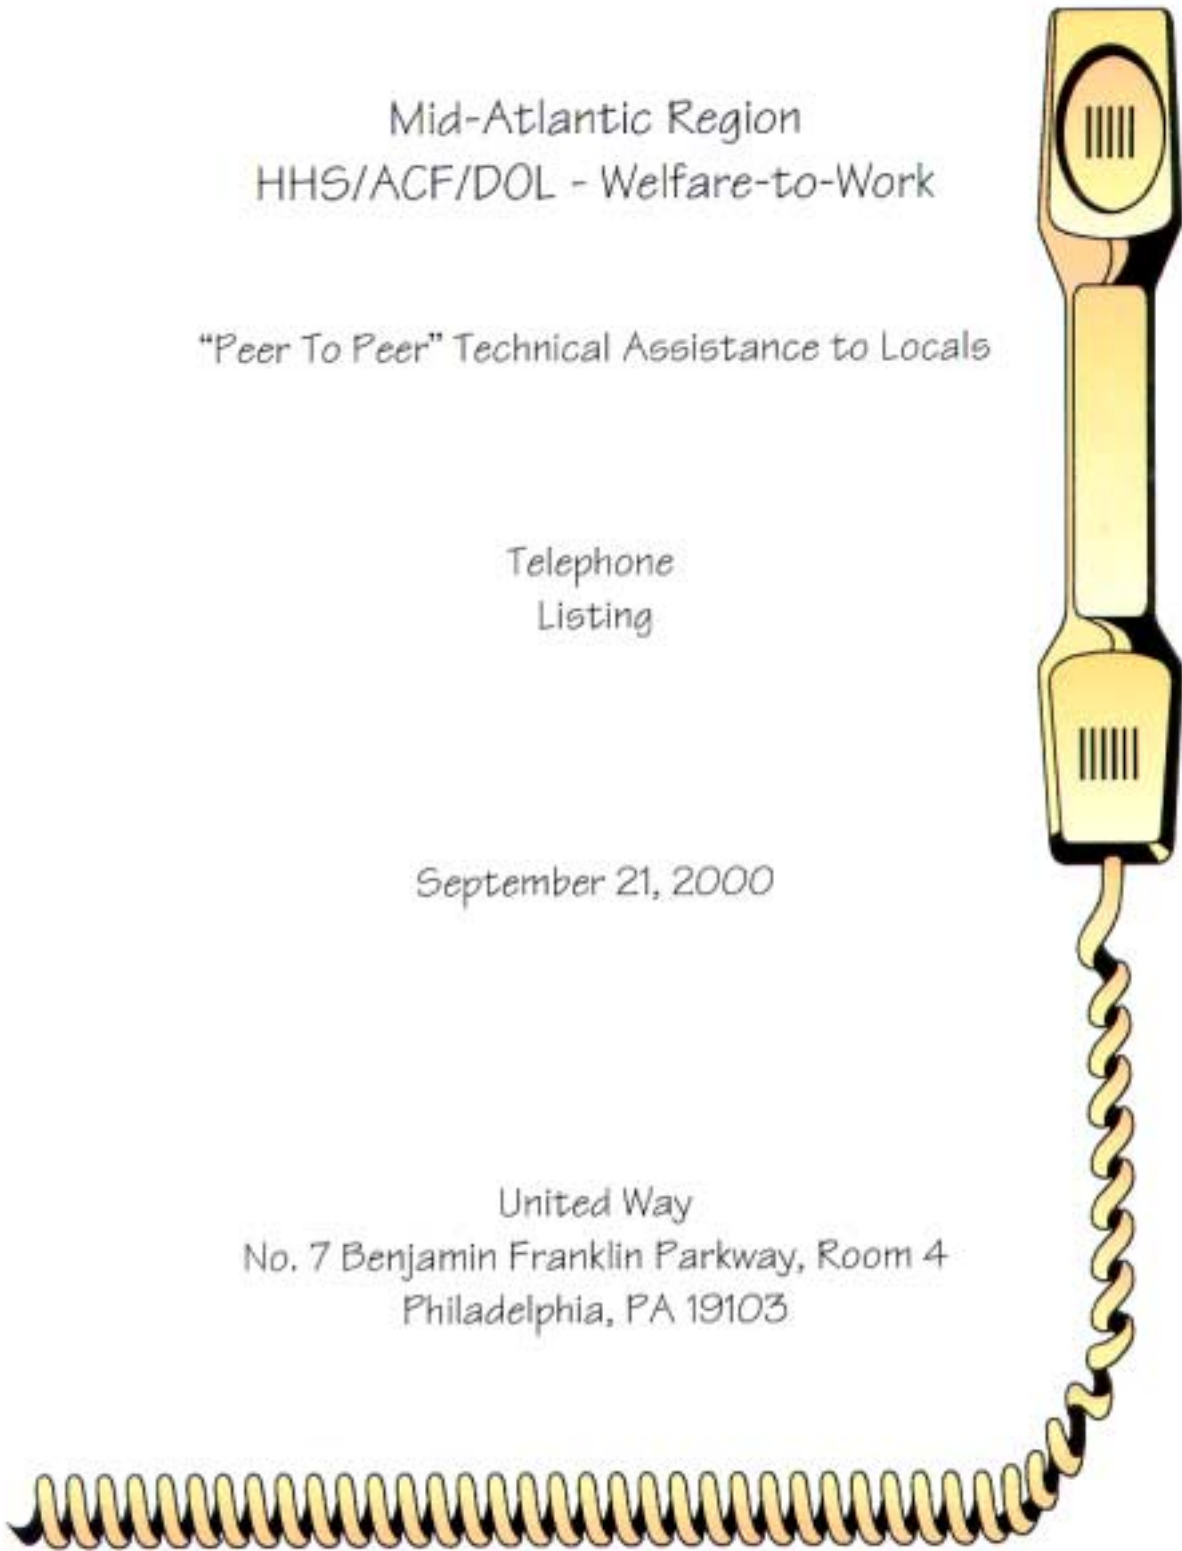 Mid-Atlantic Region
HHS/ACF/DOL - Welfare-to-Work
“Peer To Peer” Technical Assistance to Locals
Telephone
Listing
September 21, 2000
United Way
No. 7 Benjamin Franklin Parkway, Room 4
Philadelphia, PA 19103